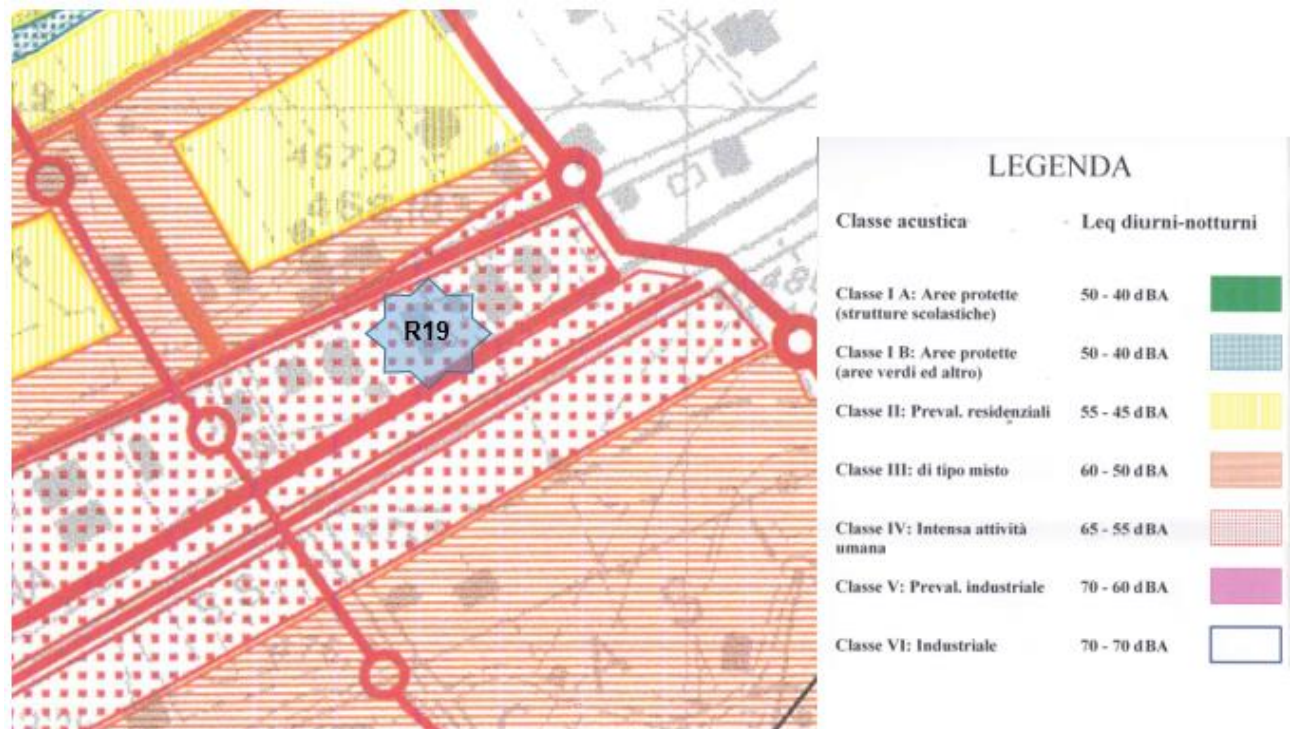 457.0
R19
LEGENDA
Classe acustica Leq diurni-notturni
Classe I A: Aree protette 50 - 40 dBA
(strutture scolastiche)
Classe I B: Aree protette 50 - 40 dBA
(aree verdi ed altro)
Classe II: Preval. residenziali 55 - 45 dBA
Classe III: di tipo misto 60 - 50 dBA
Classe IV: Intensa attività 65 - 55 dBA
umana
Classe V: Preval. industriale 70 - 60 dBA
Classe VI: Industriale 70 - 70 dBA